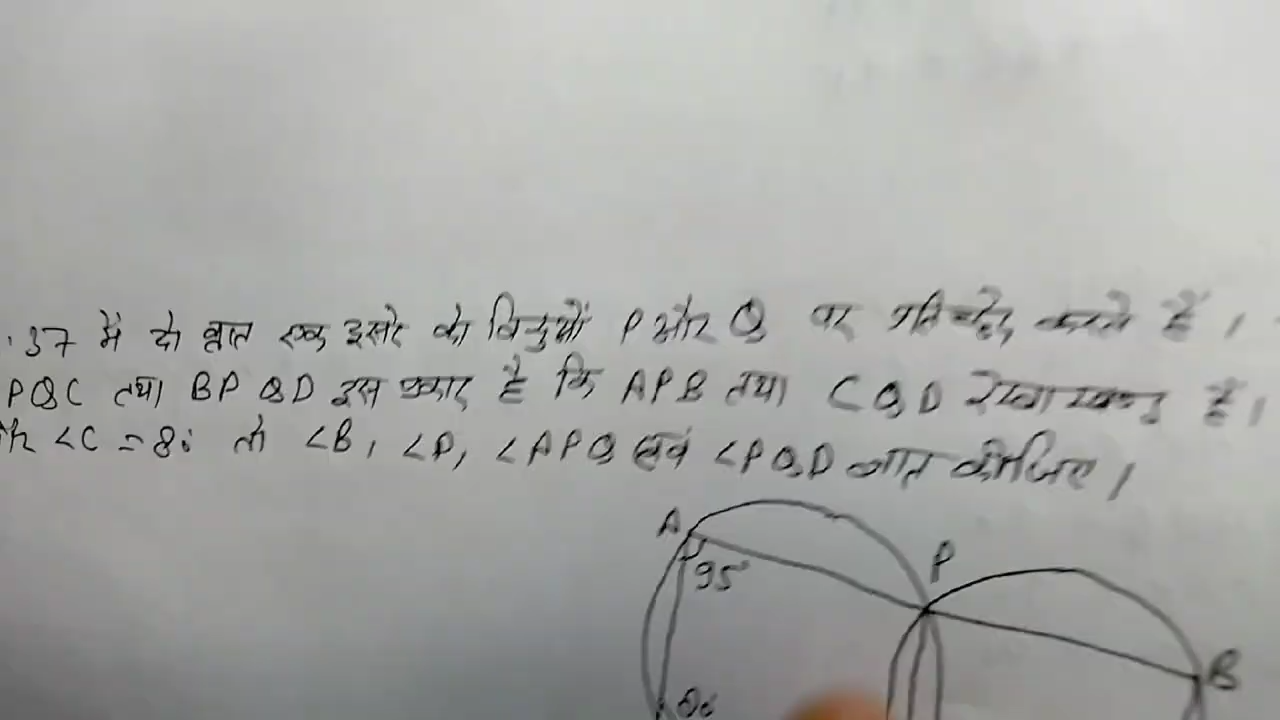 .37 में दो व्रात एक दूसरे को बिन्दुओं P और Q पर प्रतिच्छेद करते हैं।
PQC तथा BPQD इस प्रकार है कि APB तथा CQD रेखाखण्ड हैं।
∠C = 80 तो ∠B, ∠D, ∠APQ एवं ∠PQD ज्ञात कीजिए।
A
P
95°
B
80